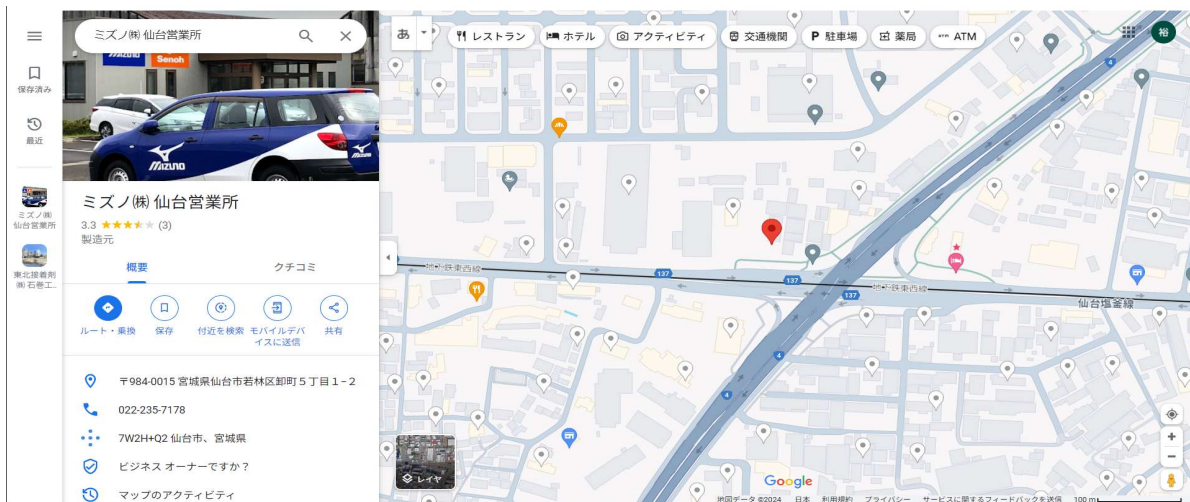 ミズノ㈱ 仙台営業所
あ
レストラン
ホテル
アクティビティ
交通機関
P 駐車場
薬局
ATM
裕
保存済み
最近
ミズノ㈱
仙台営業所
東北接着剤
㈱ 石巻工...
MIZUNO
Senoh
MIZUNO
ミズノ㈱ 仙台営業所
3.3 (3)
製造元
概要
クチコミ
ルート・乗換
保存
付近を検索
モバイルデバ
イスに送信
共有
〒984-0015 宮城県仙台市若林区卸町５丁目１−２
022-235-7178
7W2H+Q2 仙台市、宮城県
ビジネス オーナーですか？
マップのアクティビティ
4
地下鉄東西線
137
137
137
137
地下鉄東西線
仙台塩釜線
4
4
4
レイヤ
Google
地図データ ©2024 日本 利用規約 プライバシー サービスに関するフィードバックを送信 100 m